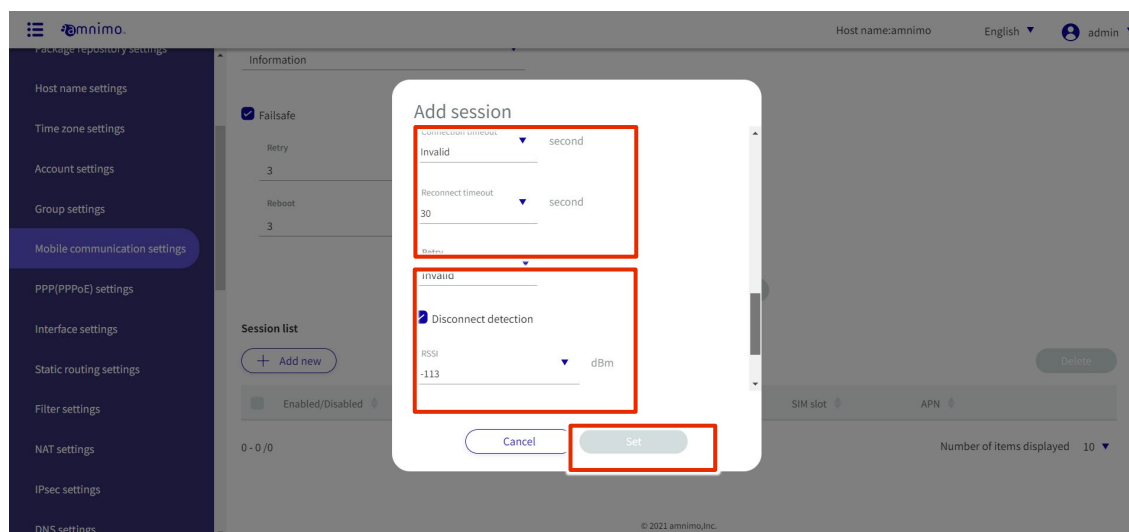 amnimo.
Host name:amnimo
English
admin
Package repository settings
Host name settings
Time zone settings
Account settings
Group settings
Mobile communication settings
PPP(PPPoE) settings
Interface settings
Static routing settings
Filter settings
NAT settings
IPsec settings
DNS settings
Information
Failsafe
Retry
3
Reboot
3
Session list
+ Add new
Delete
Enabled/Disabled
SIM slot
APN
0 - 0 /0
Number of items displayed 10
Add session
Connection timeout
Invalid
second
Reconnect timeout
30
second
Retry
Invalid
Disconnect detection
RSSI
-113
dBm
Cancel
Set
© 2021 amnimo,Inc.